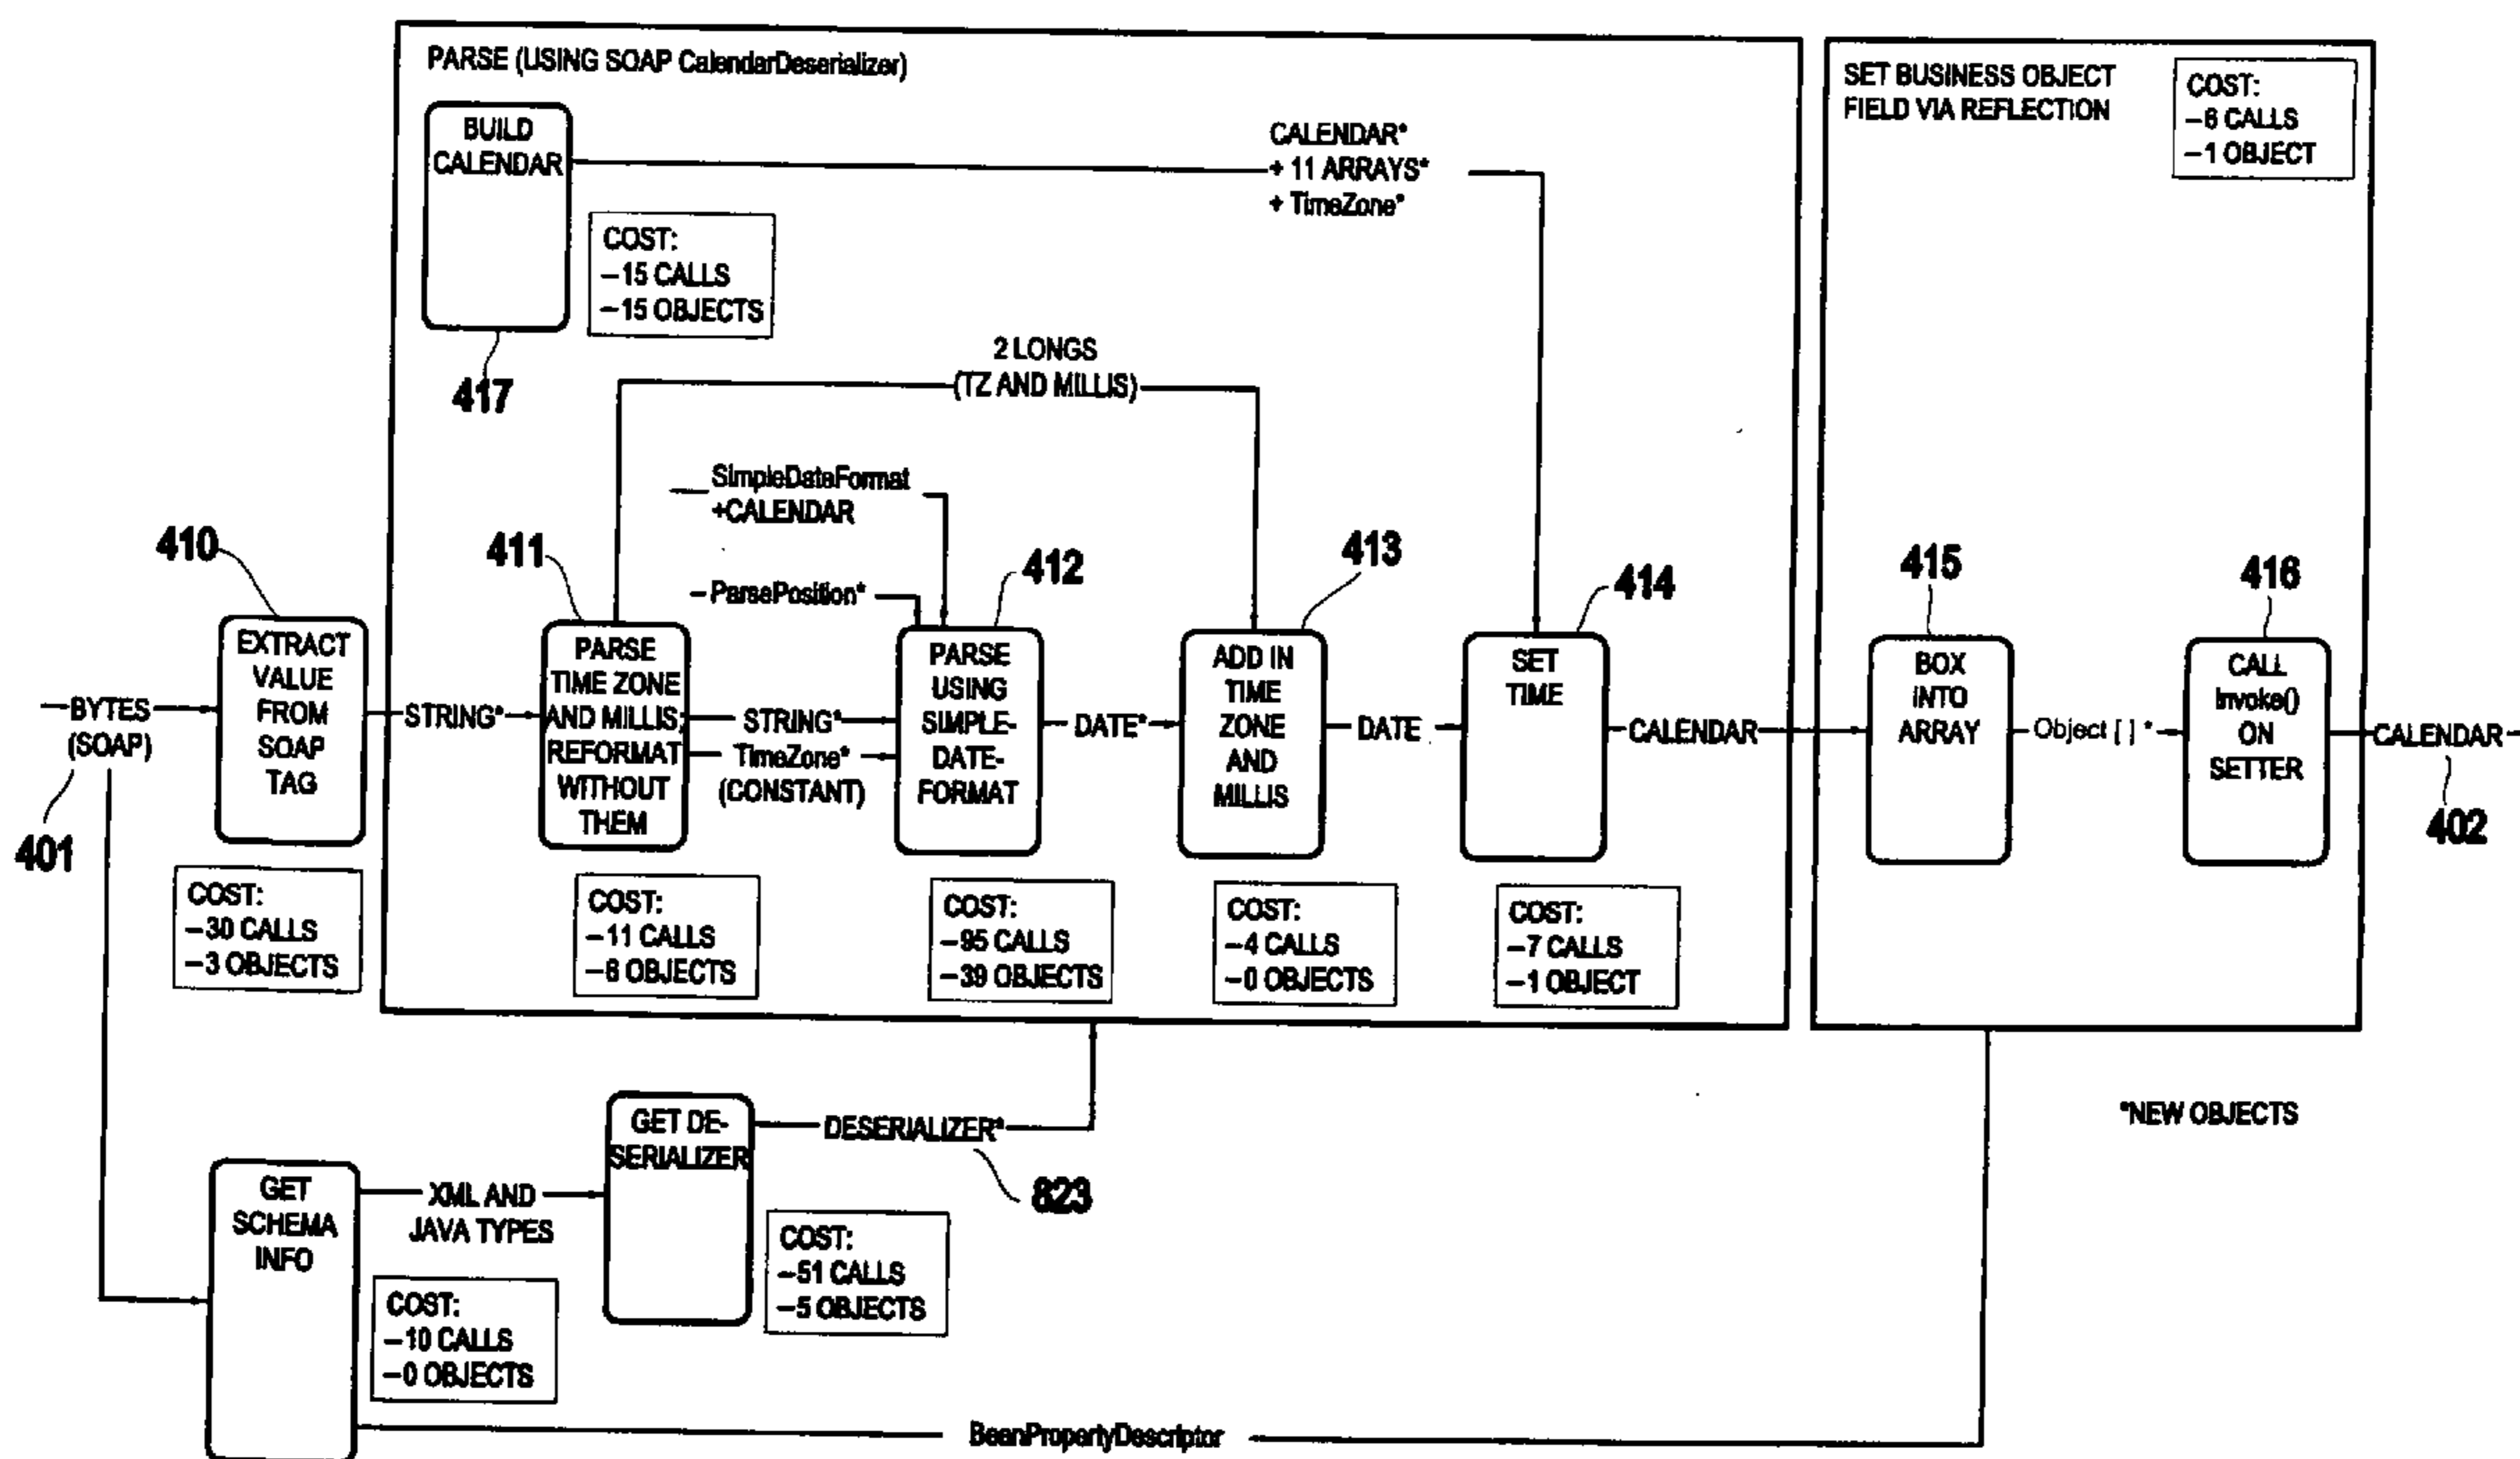 PARSE (USING SOAP CalendarDeserializer)
BUILD
CALENDAR
COST:
–15 CALLS
–15 OBJECTS
417
CALENDAR*
+ 11 ARRAYS*
+ TimeZone*
SET BUSINESS OBJECT
FIELD VIA REFLECTION
COST:
–6 CALLS
–1 OBJECT
2 LONGS
(TZ AND MILLIS)
SimpleDateFormat
+CALENDAR
– ParsePosition*
410
411
412
413
414
415
416
BYTES
(SOAP)
401
EXTRACT
VALUE
FROM
SOAP
TAG
STRING*
PARSE
TIME ZONE
AND MILLIS,
REFORMAT
WITHOUT
THEM
STRING*
TimeZone*
(CONSTANT)
PARSE
USING
SIMPLE-
DATE-
FORMAT
DATE*
ADD IN
TIME
ZONE
AND
MILLIS
DATE
SET
TIME
CALENDAR
BOX
INTO
ARRAY
Object [ ] *
CALL
Invoke()
ON
SETTER
CALENDAR
402
COST:
–30 CALLS
–3 OBJECTS
COST:
–11 CALLS
–6 OBJECTS
COST:
–95 CALLS
–39 OBJECTS
COST:
–4 CALLS
–0 OBJECTS
COST:
–7 CALLS
–1 OBJECT
GET DE-
SERIALIZER
DESERIALIZER*
823
*NEW OBJECTS
GET
SCHEMA
INFO
XML AND
JAVA TYPES
COST:
–51 CALLS
–5 OBJECTS
COST:
–10 CALLS
–0 OBJECTS
BeanPropertyDescriptor